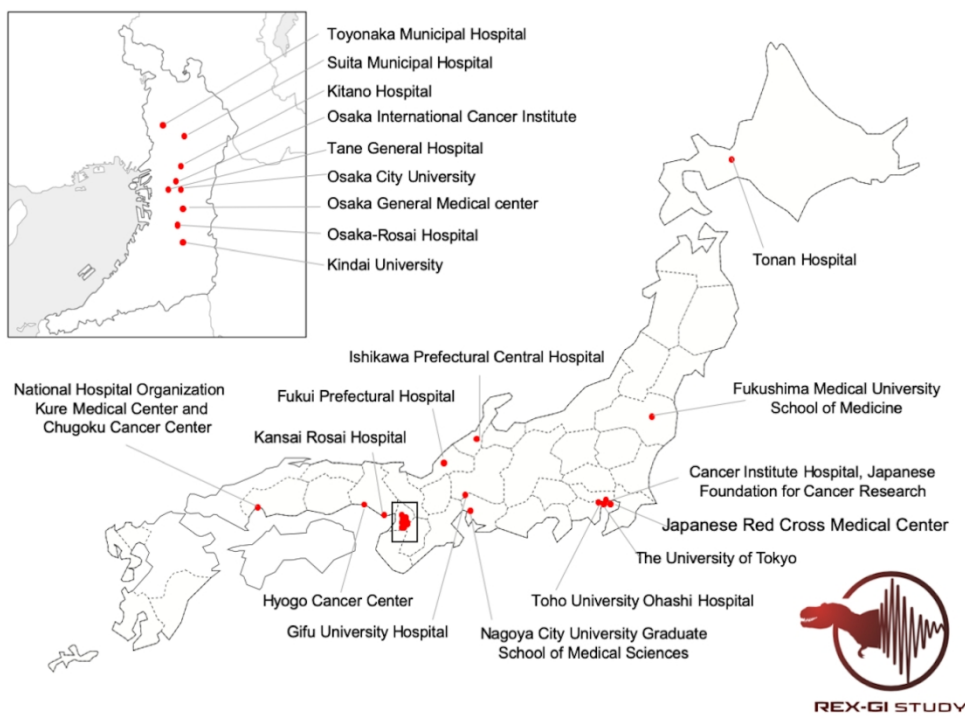 Toyonaka Municipal Hospital
Suita Municipal Hospital
Kitano Hospital
Osaka International Cancer Institute
Tane General Hospital
Osaka City University
Osaka General Medical center
Osaka-Rosai Hospital
Kindai University
Tonan Hospital
Ishikawa Prefectural Central Hospital
National Hospital Organization
Kure Medical Center and
Chugoku Cancer Center
Fukui Prefectural Hospital
Kansai Rosai Hospital
Fukushima Medical University
School of Medicine
Cancer Institute Hospital, Japanese
Foundation for Cancer Research
Japanese Red Cross Medical Center
The University of Tokyo
Hyogo Cancer Center
Toho University Ohashi Hospital
Gifu University Hospital
Nagoya City University Graduate
School of Medical Sciences
REX-GI STUDY